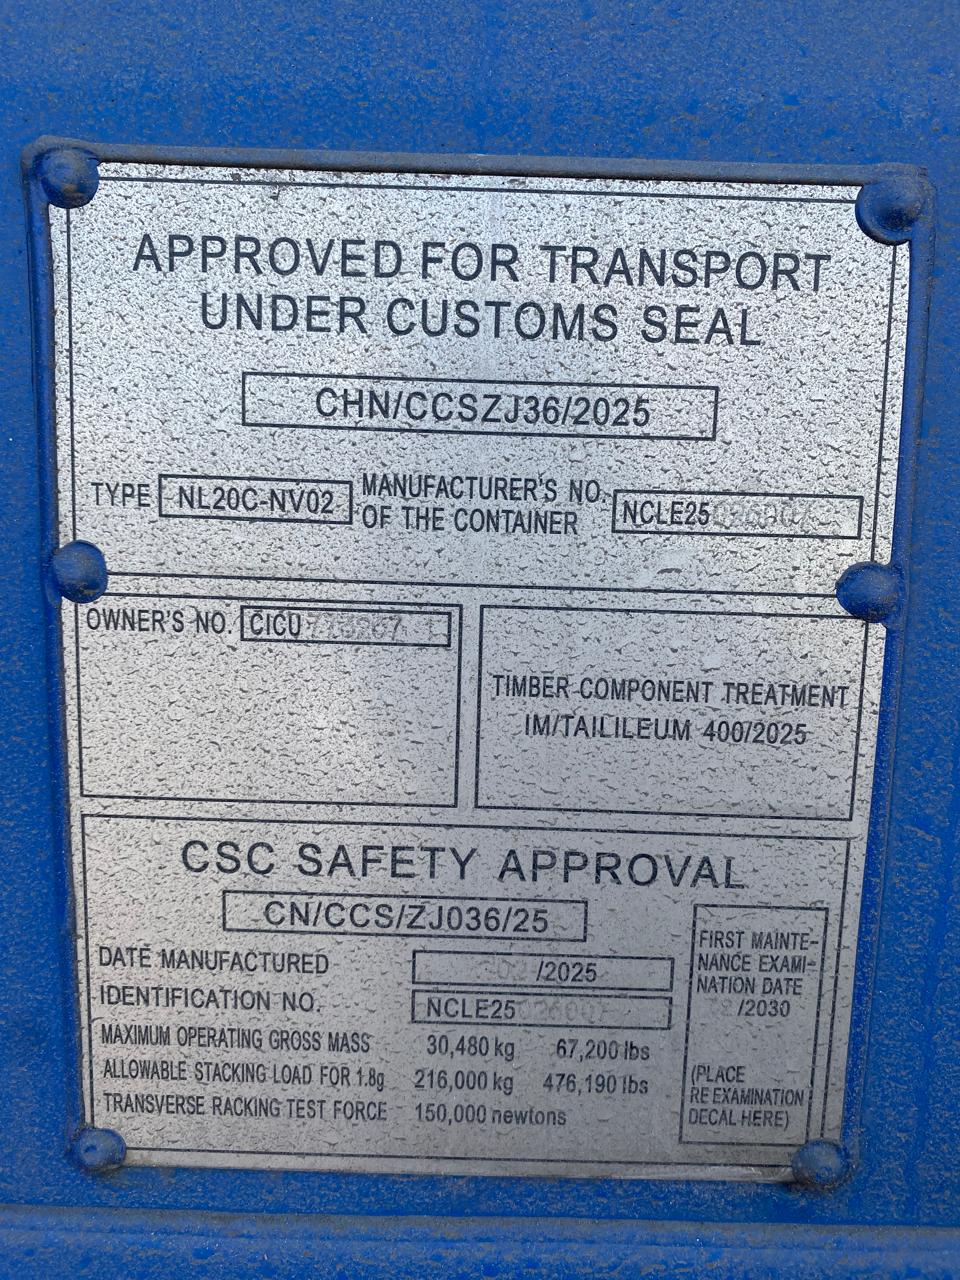 APPROVED FOR TRANSPORT
UNDER CUSTOMS SEAL
CHN/CCSZJ36/2025
TYPE NL20C-NV02
MANUFACTURER'S NO.
OF THE CONTAINER
NCLE25
OWNER'S NO. CICU
TIMBER COMPONENT TREATMENT
IM/TAILILEUM 400/2025
CSC SAFETY APPROVAL
CN/CCS/ZJ036/25
DATE MANUFACTURED /2025
IDENTIFICATION NO. NCLE25
MAXIMUM OPERATING GROSS MASS 30,480 kg 67,200 lbs
ALLOWABLE STACKING LOAD FOR 1.8g 216,000 kg 476,190 lbs
TRANSVERSE RACKING TEST FORCE 150,000 newtons
FIRST MAINTE-
NANCE EXAMI-
NATION DATE
/2030
(PLACE
RE EXAMINATION
DECAL HERE)